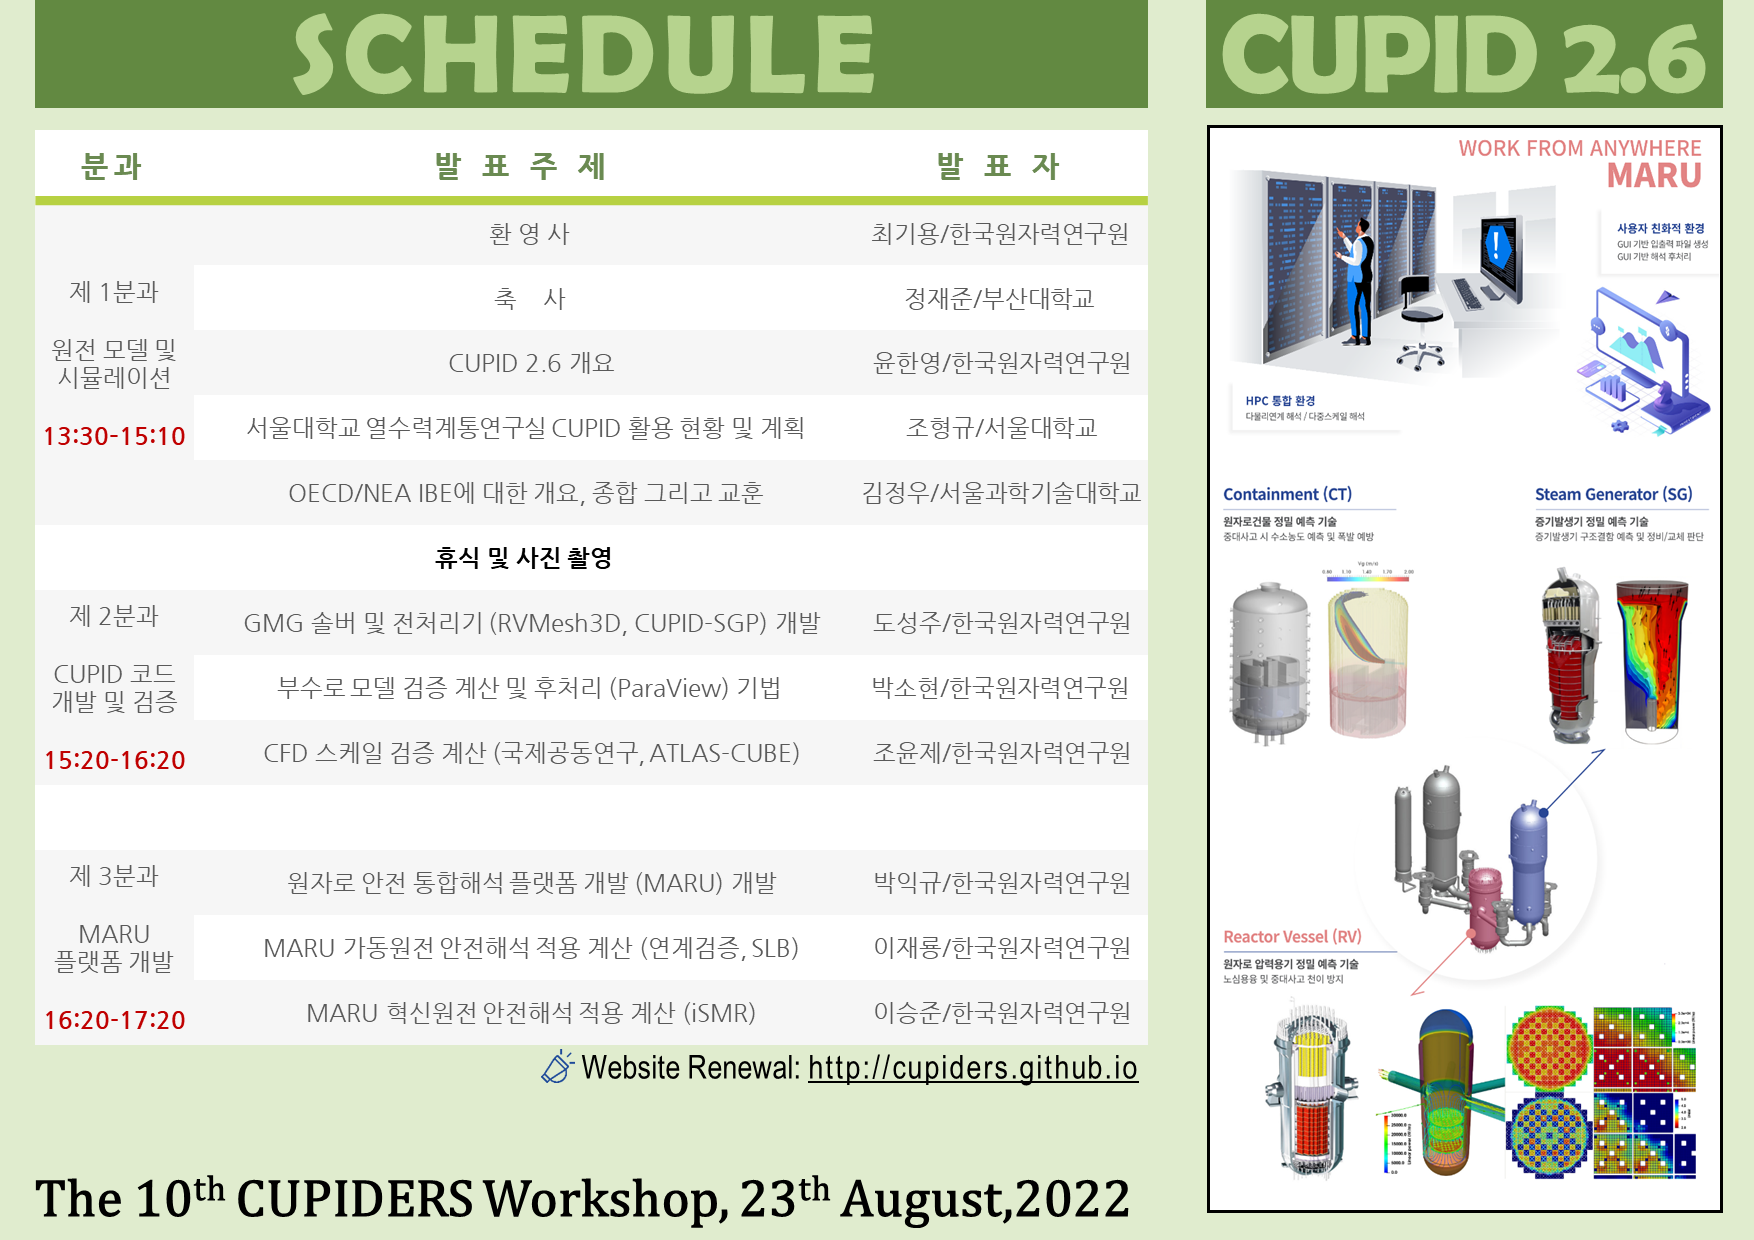 SCHEDULE
분과 발 표 주 제 발 표 자
제 1분과
원전 모델 및
시뮬레이션
13:30-15:10
환 영 사 최기용/한국원자력연구원
축 사 정재준/부산대학교
CUPID 2.6 개요 윤한영/한국원자력연구원
서울대학교 열수력계통연구실 CUPID 활용 현황 및 계획 조형규/서울대학교
OECD/NEA IBE에 대한 개요, 종합 그리고 교훈 김정우/서울과학기술대학교
휴식 및 사진 촬영
제 2분과
CUPID 코드
개발 및 검증
15:20-16:20
GMG 솔버 및 전처리기 (RVMesh3D, CUPID-SGP) 개발 도성주/한국원자력연구원
부수로 모델 검증 계산 및 후처리 (ParaView) 기법 박소현/한국원자력연구원
CFD 스케일 검증 계산 (국제공동연구, ATLAS-CUBE) 조윤제/한국원자력연구원
제 3분과
MARU
플랫폼 개발
16:20-17:20
원자로 안전 통합해석 플랫폼 개발 (MARU) 개발 박익규/한국원자력연구원
MARU 가동원전 안전해석 적용 계산 (연계검증, SLB) 이재룡/한국원자력연구원
MARU 혁신원전 안전해석 적용 계산 (iSMR) 이승준/한국원자력연구원
Website Renewal: http://cupiders.github.io
The 10th CUPIDERS Workshop, 23th August,2022
CUPID 2.6
WORK FROM ANYWHERE
MARU
사용자 친화적 환경
GUI 기반 입출력 파일 생성
GUI 기반 해석 후처리
HPC 통합 환경
다물리연계 해석 / 다중스케일 해석
Containment (CT)
원자로건물 정밀 예측 기술
중대사고 시 수소농도 예측 및 폭발 예방
Steam Generator (SG)
증기발생기 정밀 예측 기술
증기발생기 구조결함 예측 및 정비/교체 판단
Vg (m/s)
0.80 1.10 1.40 1.70 2.00
Reactor Vessel (RV)
원자로 압력용기 정밀 예측 기술
노심용융 및 중대사고 천이 방지